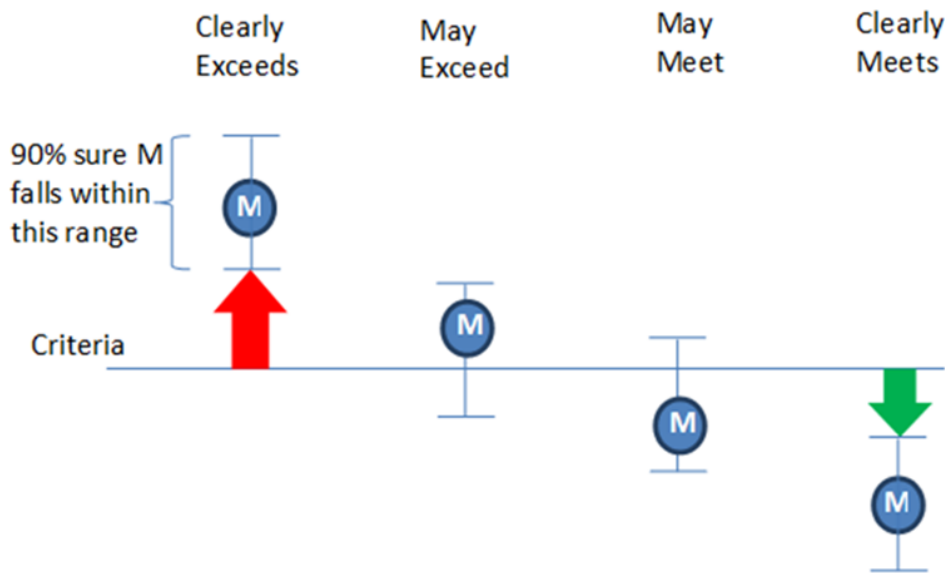 Clearly
Exceeds
May
Exceed
May
Meet
Clearly
Meets
90% sure M
falls within
this range
M
M
Criteria
M
M